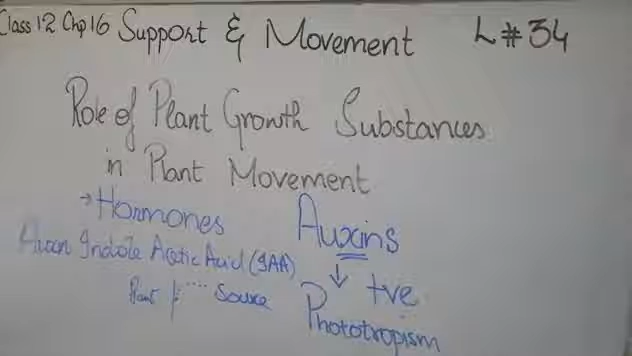 Class 12 Chp 16 Support & Movement L#34
Role of Plant Growth Substances
in Plant Movement
→Hormones
Auxins
Indole Acetic Acid (IAA)
↓ +ve
Plant Source
Phototropism